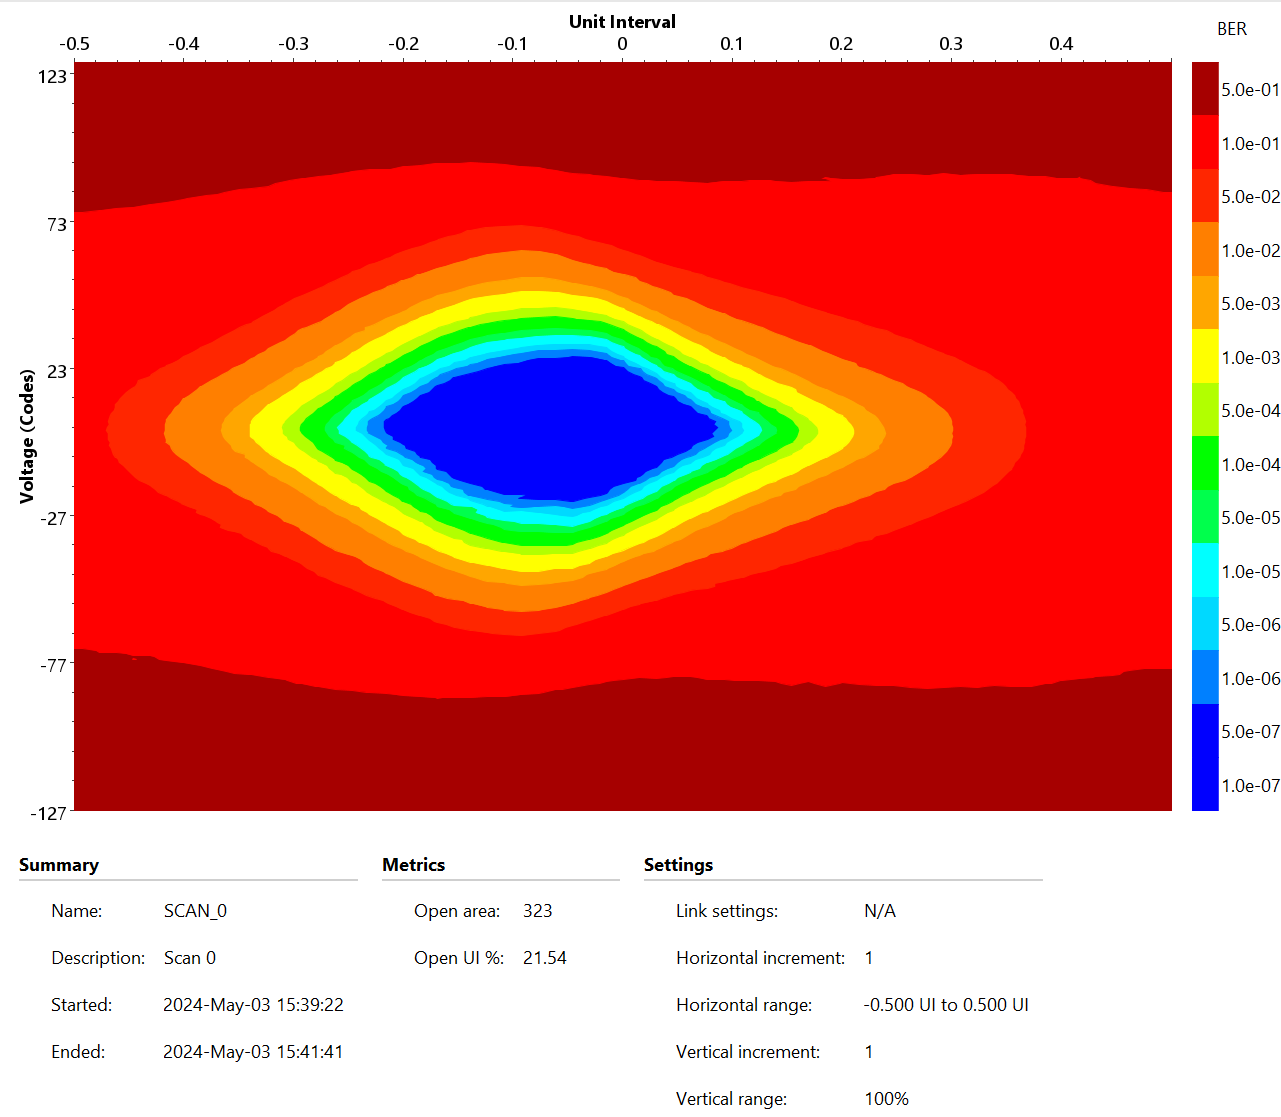 Unit Interval
BER
-0.5 -0.4 -0.3 -0.2 -0.1 0 0.1 0.2 0.3 0.4
123
73
23
-27
-77
-127
Voltage (Codes)
5.0e-01
1.0e-01
5.0e-02
1.0e-02
5.0e-03
1.0e-03
5.0e-04
1.0e-04
5.0e-05
1.0e-05
5.0e-06
1.0e-06
5.0e-07
1.0e-07
Summary
Name: SCAN_0
Description: Scan 0
Started: 2024-May-03 15:39:22
Ended: 2024-May-03 15:41:41
Metrics
Open area: 323
Open UI %: 21.54
Settings
Link settings: N/A
Horizontal increment: 1
Horizontal range: -0.500 UI to 0.500 UI
Vertical increment: 1
Vertical range: 100%